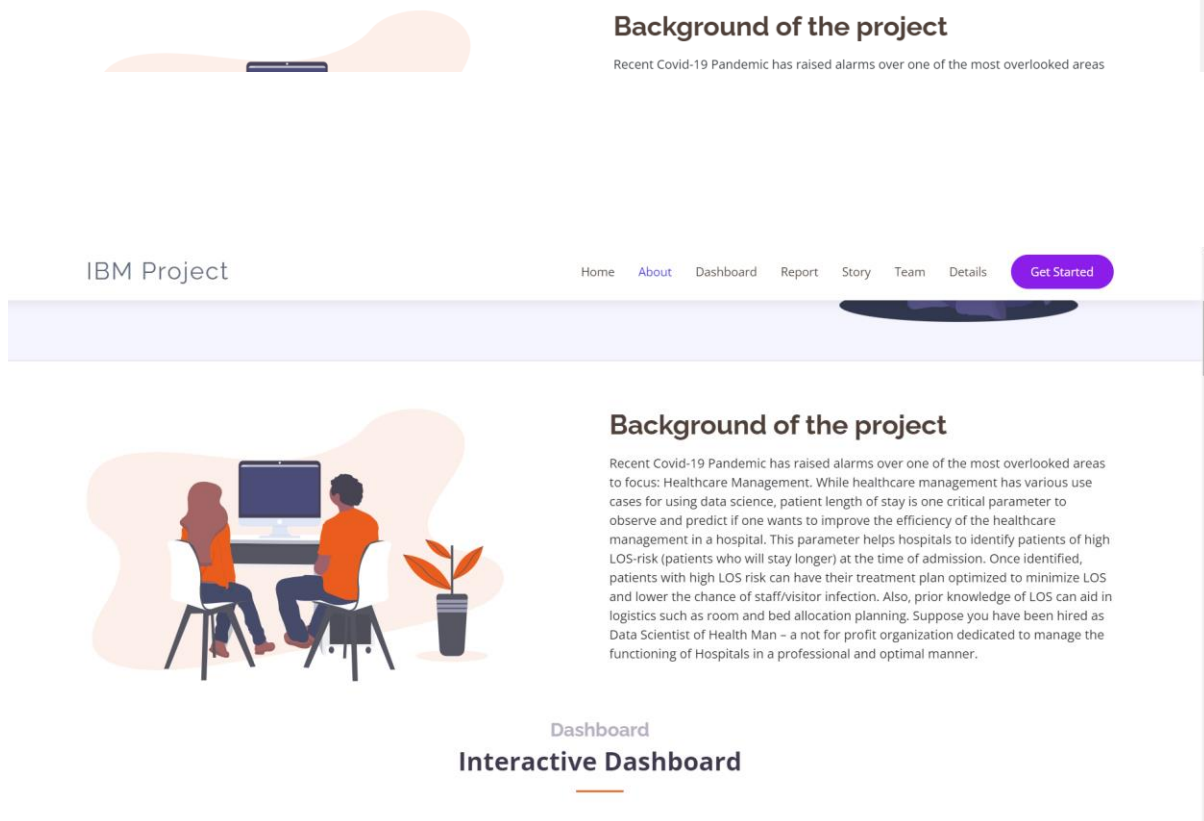 Background of the project
Recent Covid-19 Pandemic has raised alarms over one of the most overlooked areas
IBM Project
Home About Dashboard Report Story Team Details Get Started
Background of the project
Recent Covid-19 Pandemic has raised alarms over one of the most overlooked areas
to focus: Healthcare Management. While healthcare management has various use
cases for using data science, patient length of stay is one critical parameter to
observe and predict if one wants to improve the efficiency of the healthcare
management in a hospital. This parameter helps hospitals to identify patients of high
LOS-risk (patients who will stay longer) at the time of admission. Once identified,
patients with high LOS risk can have their treatment plan optimized to minimize LOS
and lower the chance of staff/visitor infection. Also, prior knowledge of LOS can aid in
logistics such as room and bed allocation planning. Suppose you have been hired as
Data Scientist of Health Man – a not for profit organization dedicated to manage the
functioning of Hospitals in a professional and optimal manner.
Dashboard
Interactive Dashboard